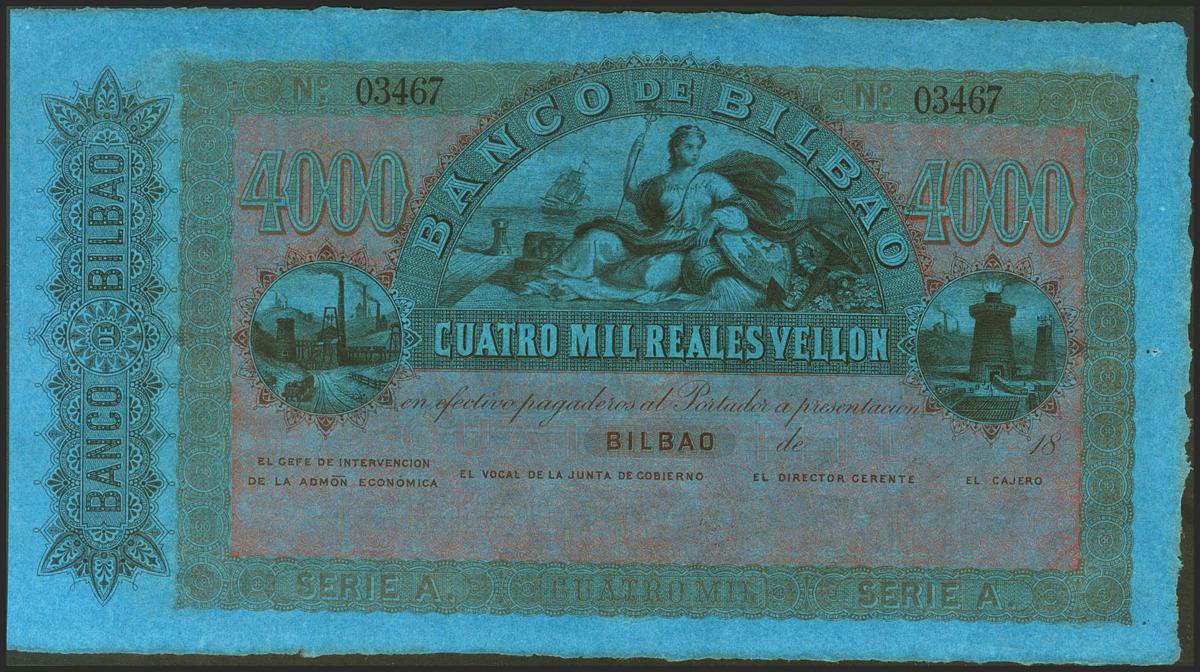 BANCO DE BILBAO
Nº 03467
Nº 03467
BANCO DE BILBAO
4000
4000
CUATRO MIL REALES VELLON
en efectivo pagaderos al Portador á presentacion
BILBAO de 18
EL GEFE DE INTERVENCION
DE LA ADMOÑ ECONÓMICA
EL VOCAL DE LA JUNTA DE GOBIERNO
EL DIRECTOR GERENTE
EL CAJERO
SERIE A. CUATRO MIL SERIE A.